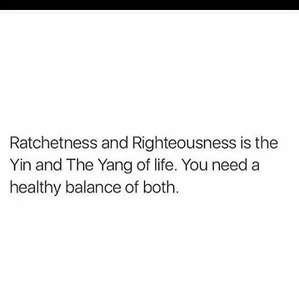 Ratchetness and Righteousness is the
Yin and The Yang of life. You need a
healthy balance of both.